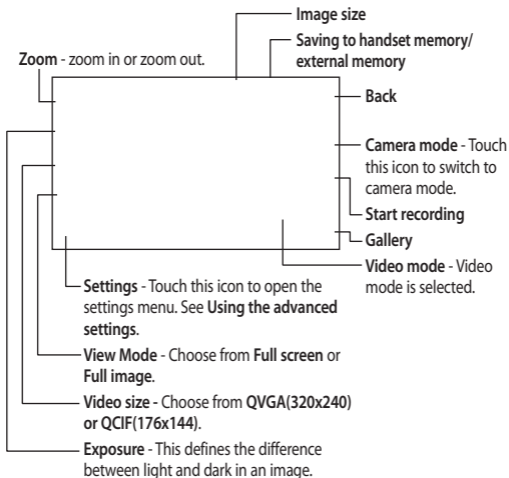 Image size
Saving to handset memory/
external memory
Zoom - zoom in or zoom out.
Back
Camera mode - Touch
this icon to switch to
camera mode.
Start recording
Gallery
Video mode - Video
mode is selected.
Settings - Touch this icon to open the
settings menu. See Using the advanced
settings.
View Mode - Choose from Full screen or
Full image.
Video size - Choose from QVGA(320x240)
or QCIF(176x144).
Exposure - This defines the difference
between light and dark in an image.